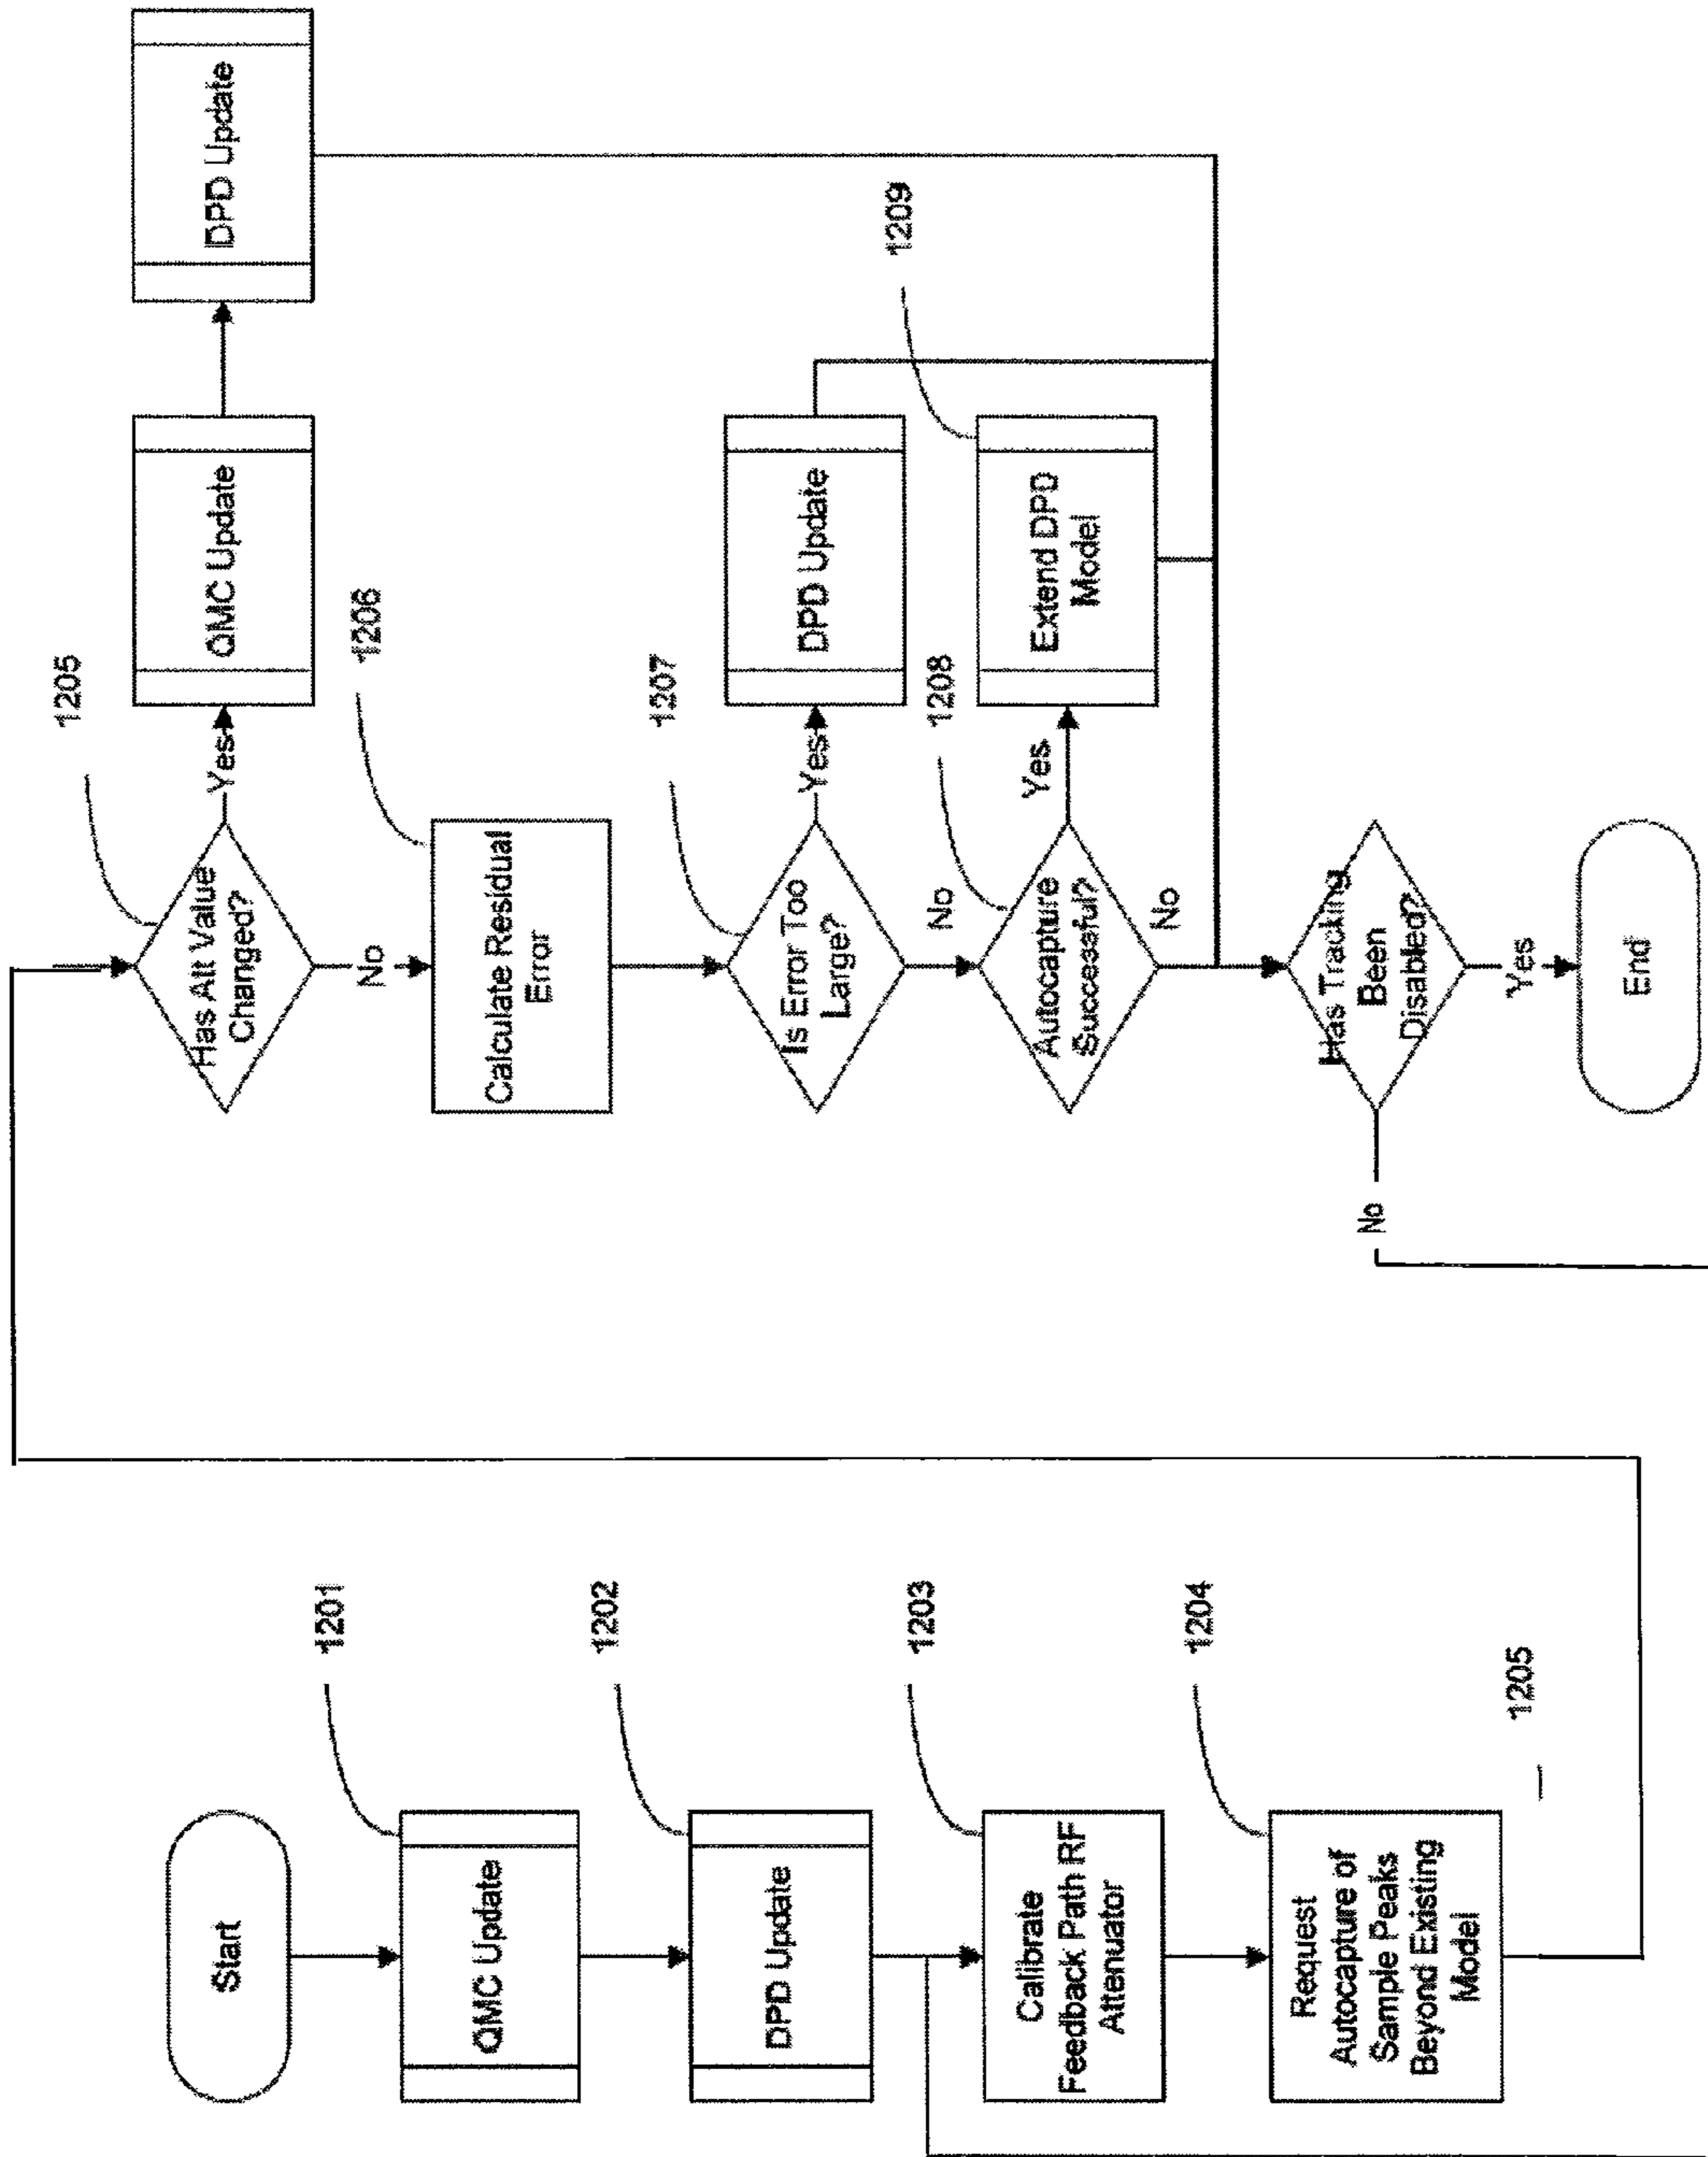 Start
1201
QMC Update
1202
DPD Update
1203
Calibrate
Feedback Path RF
Attenuator
1204
Request
Autocapture of
Sample Peaks
Beyond Existing
Model
1205
1205
Has Att Value
Changed?
Yes
QMC Update
DPD Update
No
1206
Calculate Residual
Error
1207
Is Error Too
Large?
Yes
DPD Update
No
1208
Autocapture
Successful?
Yes
1209
Extend DPD
Model
No
Has Tracking
Been
Disabled?
No
Yes
End